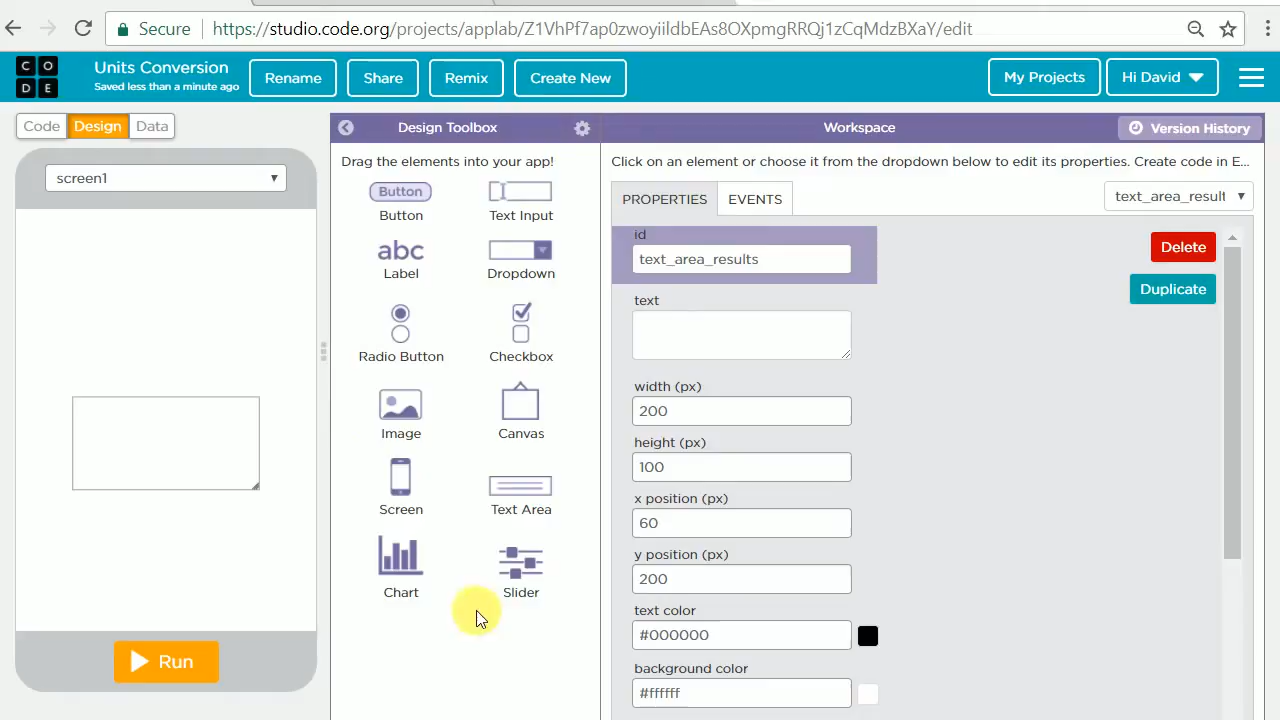 Secure
https://studio.code.org/projects/applab/Z1VhPf7ap0zwoyiildbEAs8OXpmgRRQj1zCqMdzBXaY/edit
C O D E
Units Conversion
Saved less than a minute ago
Rename
Share
Remix
Create New
My Projects
Hi David
Code
Design
Data
Design Toolbox
Workspace
Version History
screen1
Run
Drag the elements into your app!
Button
Button
Text Input
abc
Label
Dropdown
Radio Button
Checkbox
Image
Canvas
Screen
Text Area
Chart
Slider
Click on an element or choose it from the dropdown below to edit its properties. Create code in E...
PROPERTIES
EVENTS
text_area_result
id
text_area_results
Delete
Duplicate
text
width (px)
200
height (px)
100
x position (px)
60
y position (px)
200
text color
#000000
background color
#ffffff